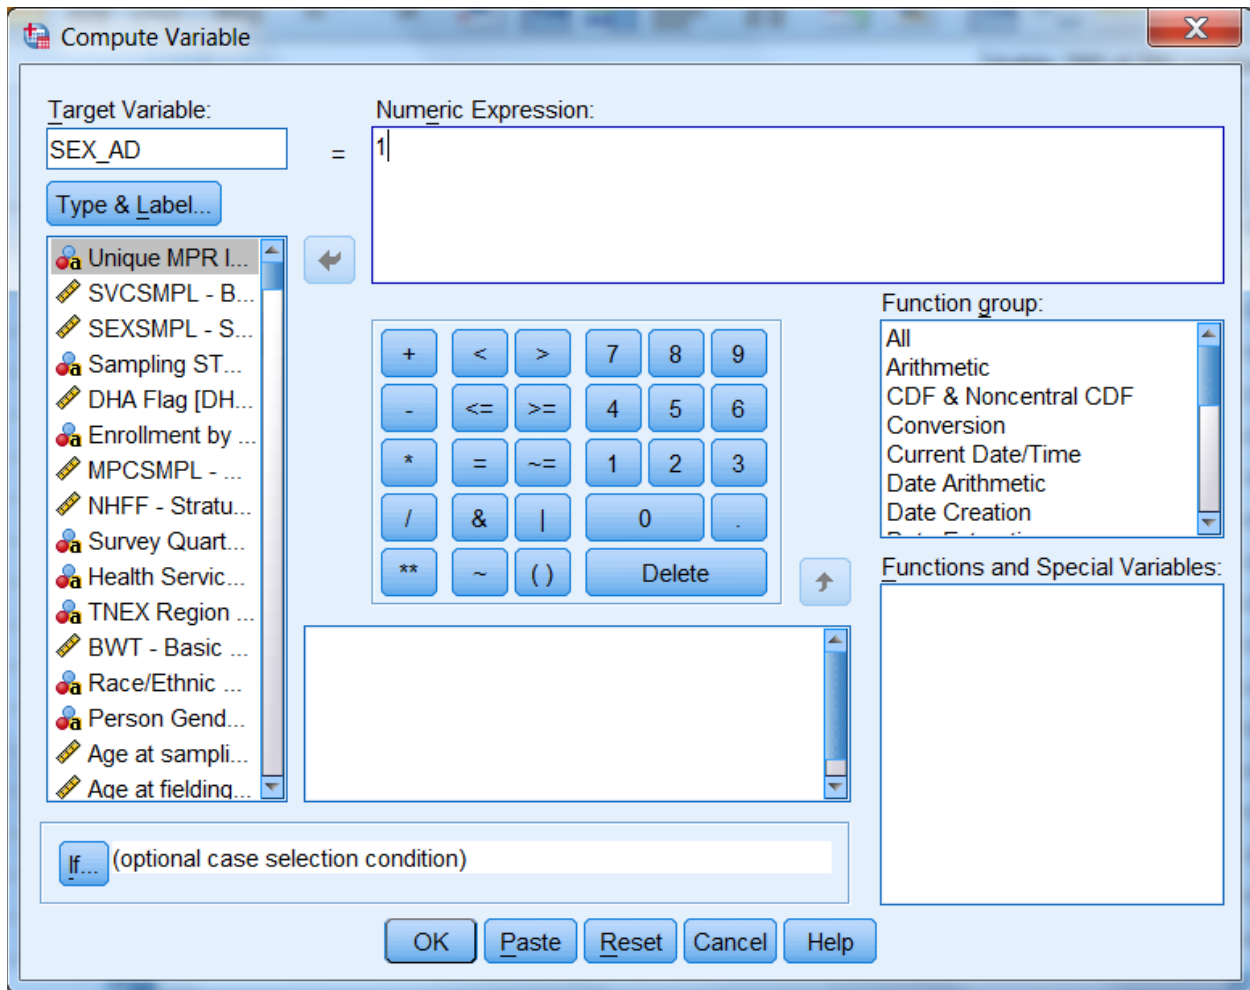 Compute Variable
Target Variable:
SEX_AD
=
Numeric Expression:
1
Type & Label...
Unique MPR I...
SVCSMPL - B...
SEXSMPL - S...
Sampling ST...
DHA Flag [DH...
Enrollment by ...
MPCSMPL - ...
NHFF - Stratu...
Survey Quart...
Health Servic...
TNEX Region ...
BWT - Basic ...
Race/Ethnic ...
Person Gend...
Age at sampli...
Age at fielding...
+ < > 7 8 9
- <= >= 4 5 6
* = ~= 1 2 3
/ & | 0 .
** ~ ( ) Delete
Function group:
All
Arithmetic
CDF & Noncentral CDF
Conversion
Current Date/Time
Date Arithmetic
Date Creation
Functions and Special Variables:
If... (optional case selection condition)
OK Paste Reset Cancel Help